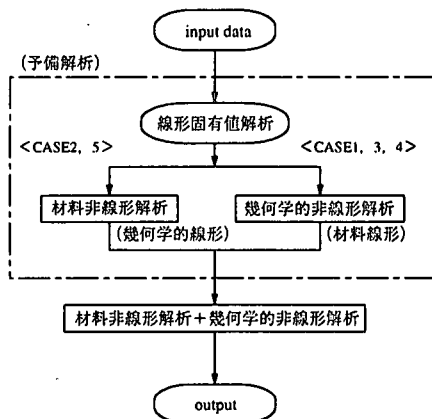 input data
(予備解析)
線形固有値解析
<CASE2, 5>
<CASE1, 3, 4>
材料非線形解析
幾何学的非線形解析
(幾何学的線形)
(材料線形)
材料非線形解析+幾何学的非線形解析
output